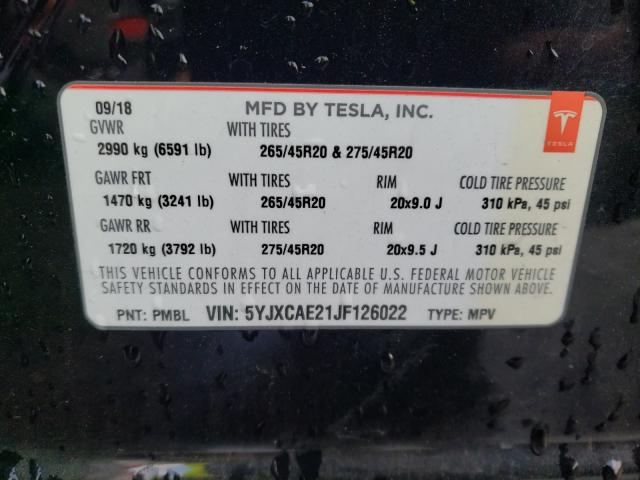 09/18 MFD BY TESLA, INC.
TESLA
GVWR WITH TIRES
2990 kg (6591 lb) 265/45R20 & 275/45R20
GAWR FRT WITH TIRES RIM COLD TIRE PRESSURE
1470 kg (3241 lb) 265/45R20 20x9.0 J 310 kPa, 45 psi
GAWR RR WITH TIRES RIM COLD TIRE PRESSURE
1720 kg (3792 lb) 275/45R20 20x9.5 J 310 kPa, 45 psi
THIS VEHICLE CONFORMS TO ALL APPLICABLE U.S. FEDERAL MOTOR VEHICLE
SAFETY STANDARDS IN EFFECT ON THE DATE OF MANUFACTURE SHOWN ABOVE.
PNT: PMBL VIN: 5YJXCAE21JF126022 TYPE: MPV